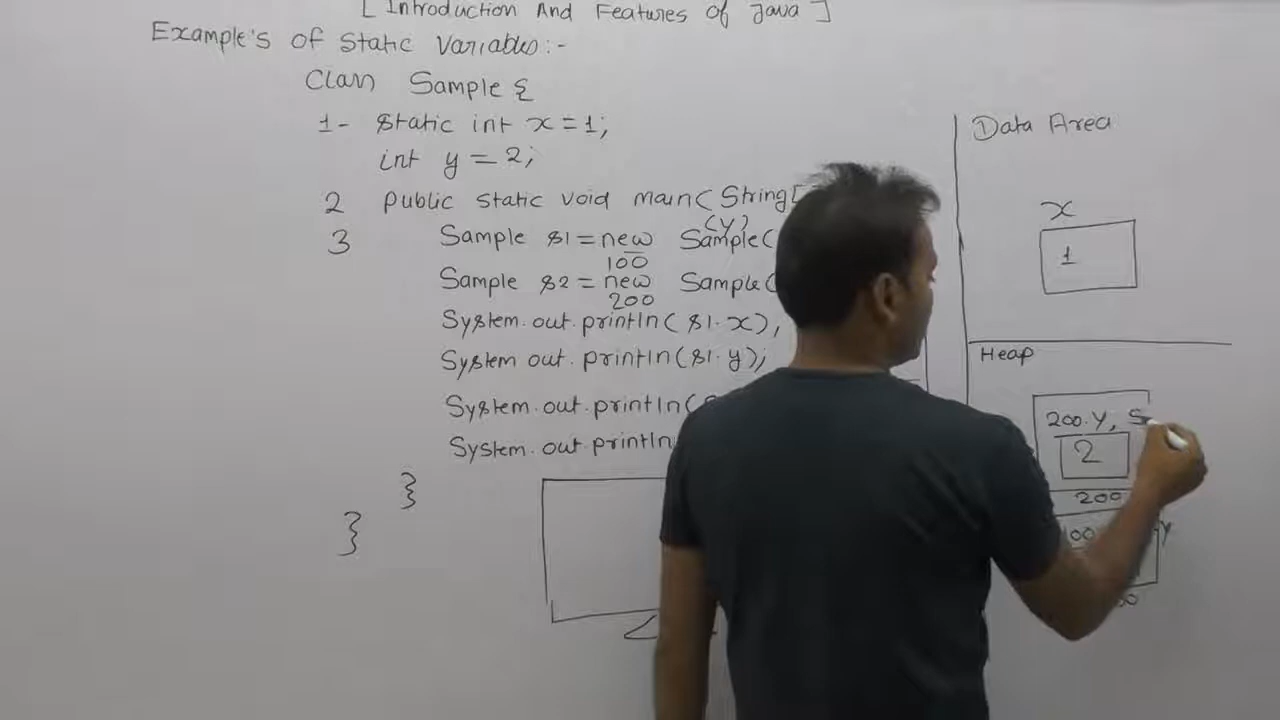 [ Introduction And Features Of Java ]
Example's of Static Variables:-
Class Sample {
1- Static int x = 1;
int y = 2;
2 Public Static void main( String[
(y)
3 Sample s1 = new Sample(
100
Sample s2 = new Sample(
200
System.out.println( s1.x),
System out.println(s1.y);
System.out.println(
System.out.println
}
}
Data Area
x
1
Heap
200.y, S
2
200
y